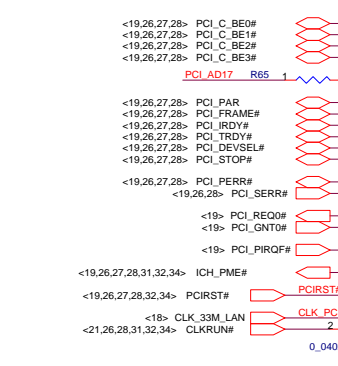 <19,26,27,28> PCI_C_BE0#
<19,26,27,28> PCI_C_BE1#
<19,26,27,28> PCI_C_BE2#
<19,26,27,28> PCI_C_BE3#
PCI_AD17 R65 1
<19,26,27,28> PCI_PAR
<19,26,27,28> PCI_FRAME#
<19,26,27,28> PCI_IRDY#
<19,26,27,28> PCI_TRDY#
<19,26,27,28> PCI_DEVSEL#
<19,26,27,28> PCI_STOP#
<19,26,27,28> PCI_PERR#
<19,26,28> PCI_SERR#
<19> PCI_REQ0#
<19> PCI_GNT0#
<19> PCI_PIRQF#
<19,26,27,28,31,32,34> ICH_PME#
<19,26,27,28,32,34> PCIRST# PCIRST#
<18> CLK_33M_LAN CLK_PC
<21,26,28,31,32,34> CLKRUN# 2
0_040